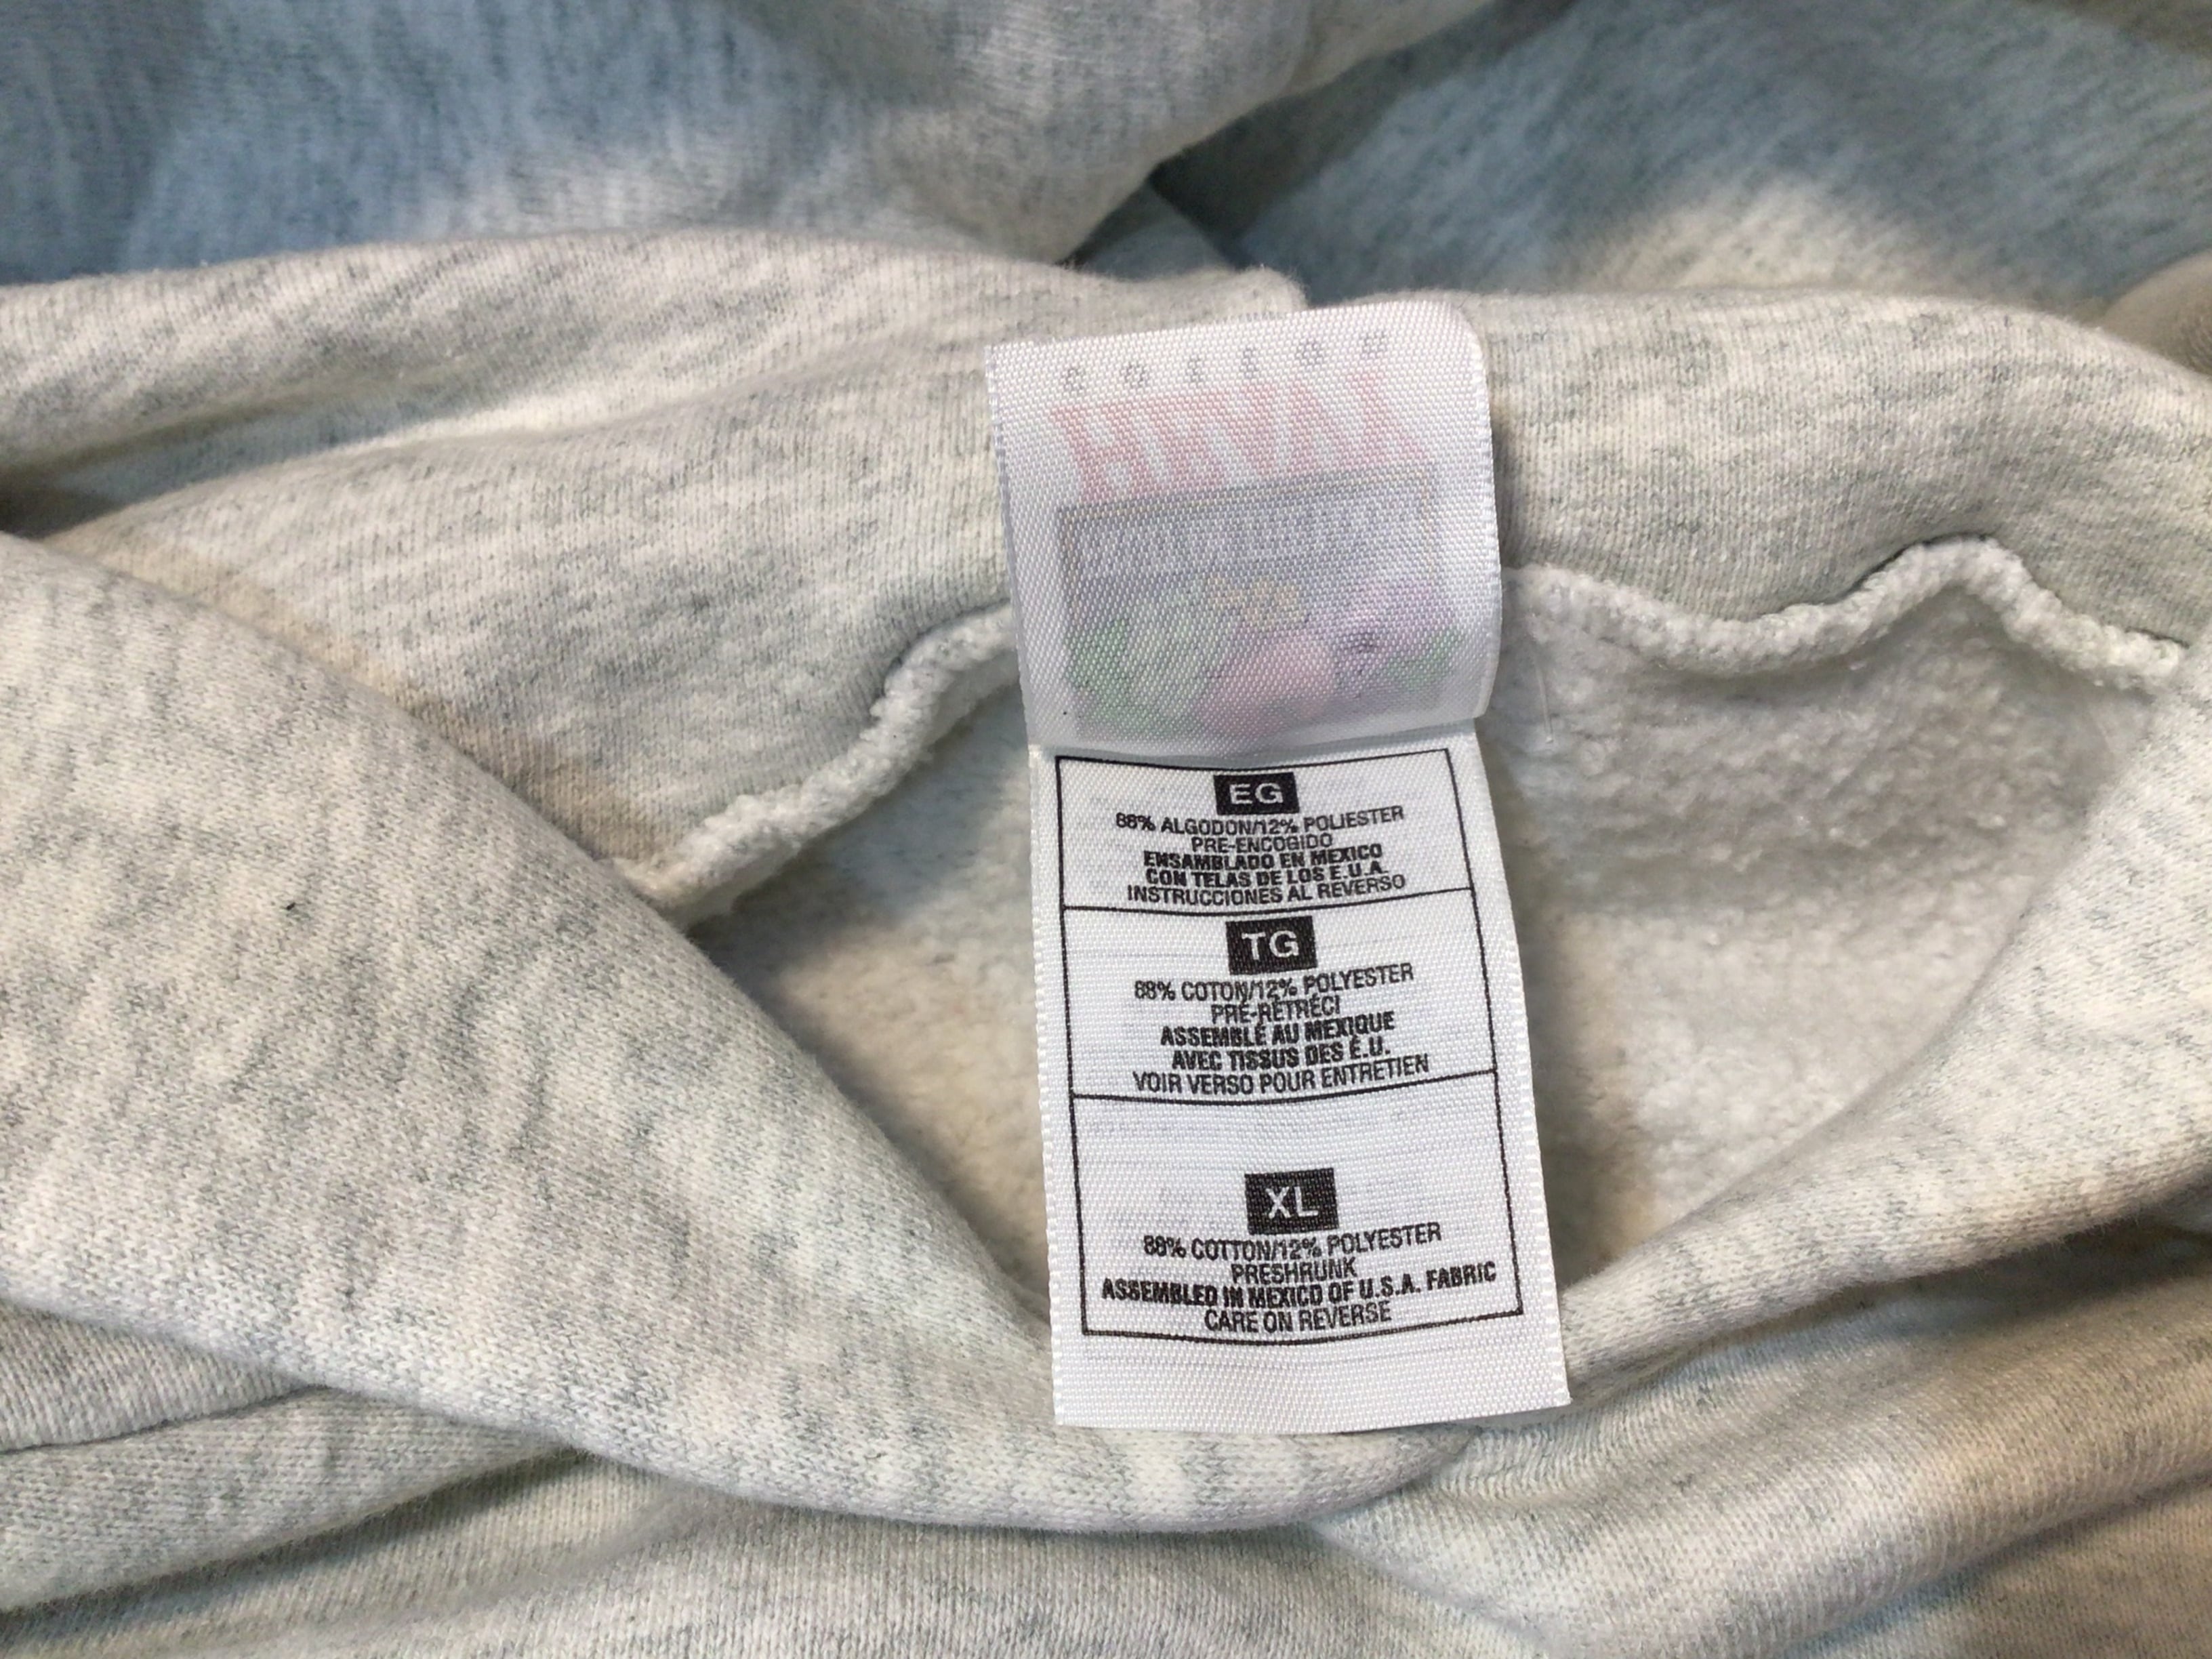 EG
88% ALGODON/12% POLIESTER
PRE-ENCOGIDO
ENSAMBLADO EN MEXICO
CON TELAS DE LOS E.U.A.
INSTRUCCIONES AL REVERSO
TG
88% COTON/12% POLYESTER
PRÉ-RÉTRÉCI
ASSEMBLÉ AU MEXIQUE
AVEC TISSUS DES É.U.
VOIR VERSO POUR ENTRETIEN
XL
88% COTTON/12% POLYESTER
PRESHRUNK
ASSEMBLED IN MEXICO OF U.S.A. FABRIC
CARE ON REVERSE